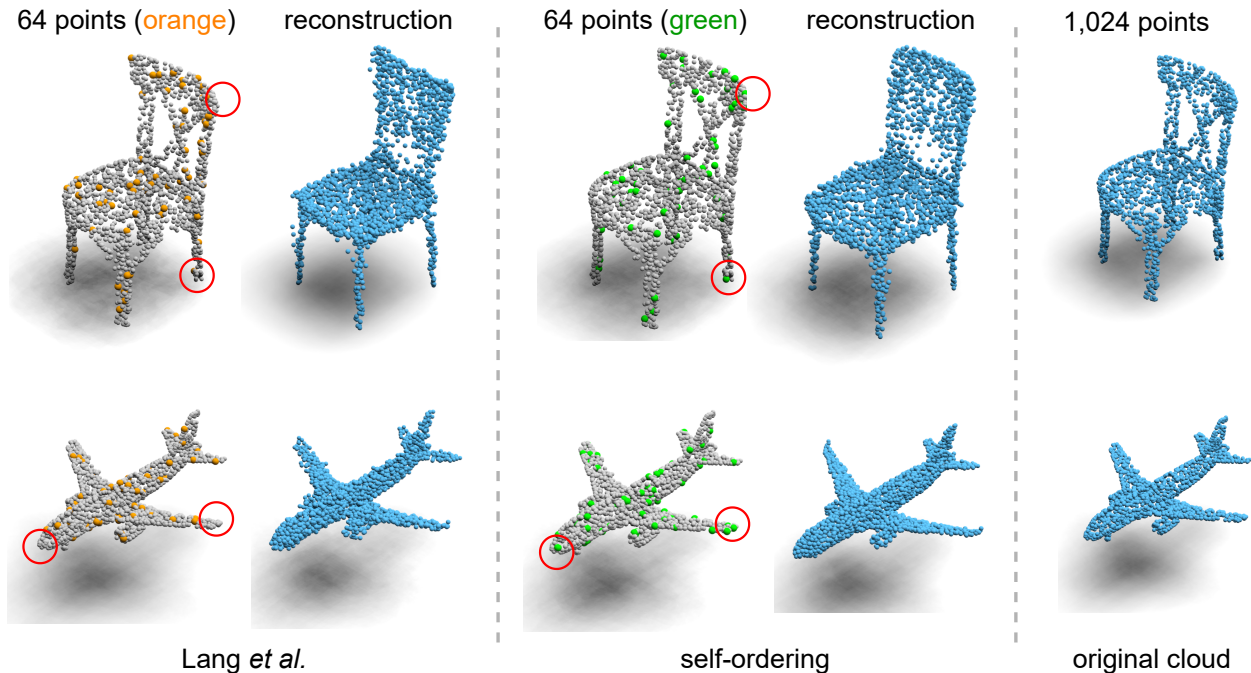 64 points (orange)
reconstruction
64 points (green)
reconstruction
1,024 points
Lang et al.
self-ordering
original cloud